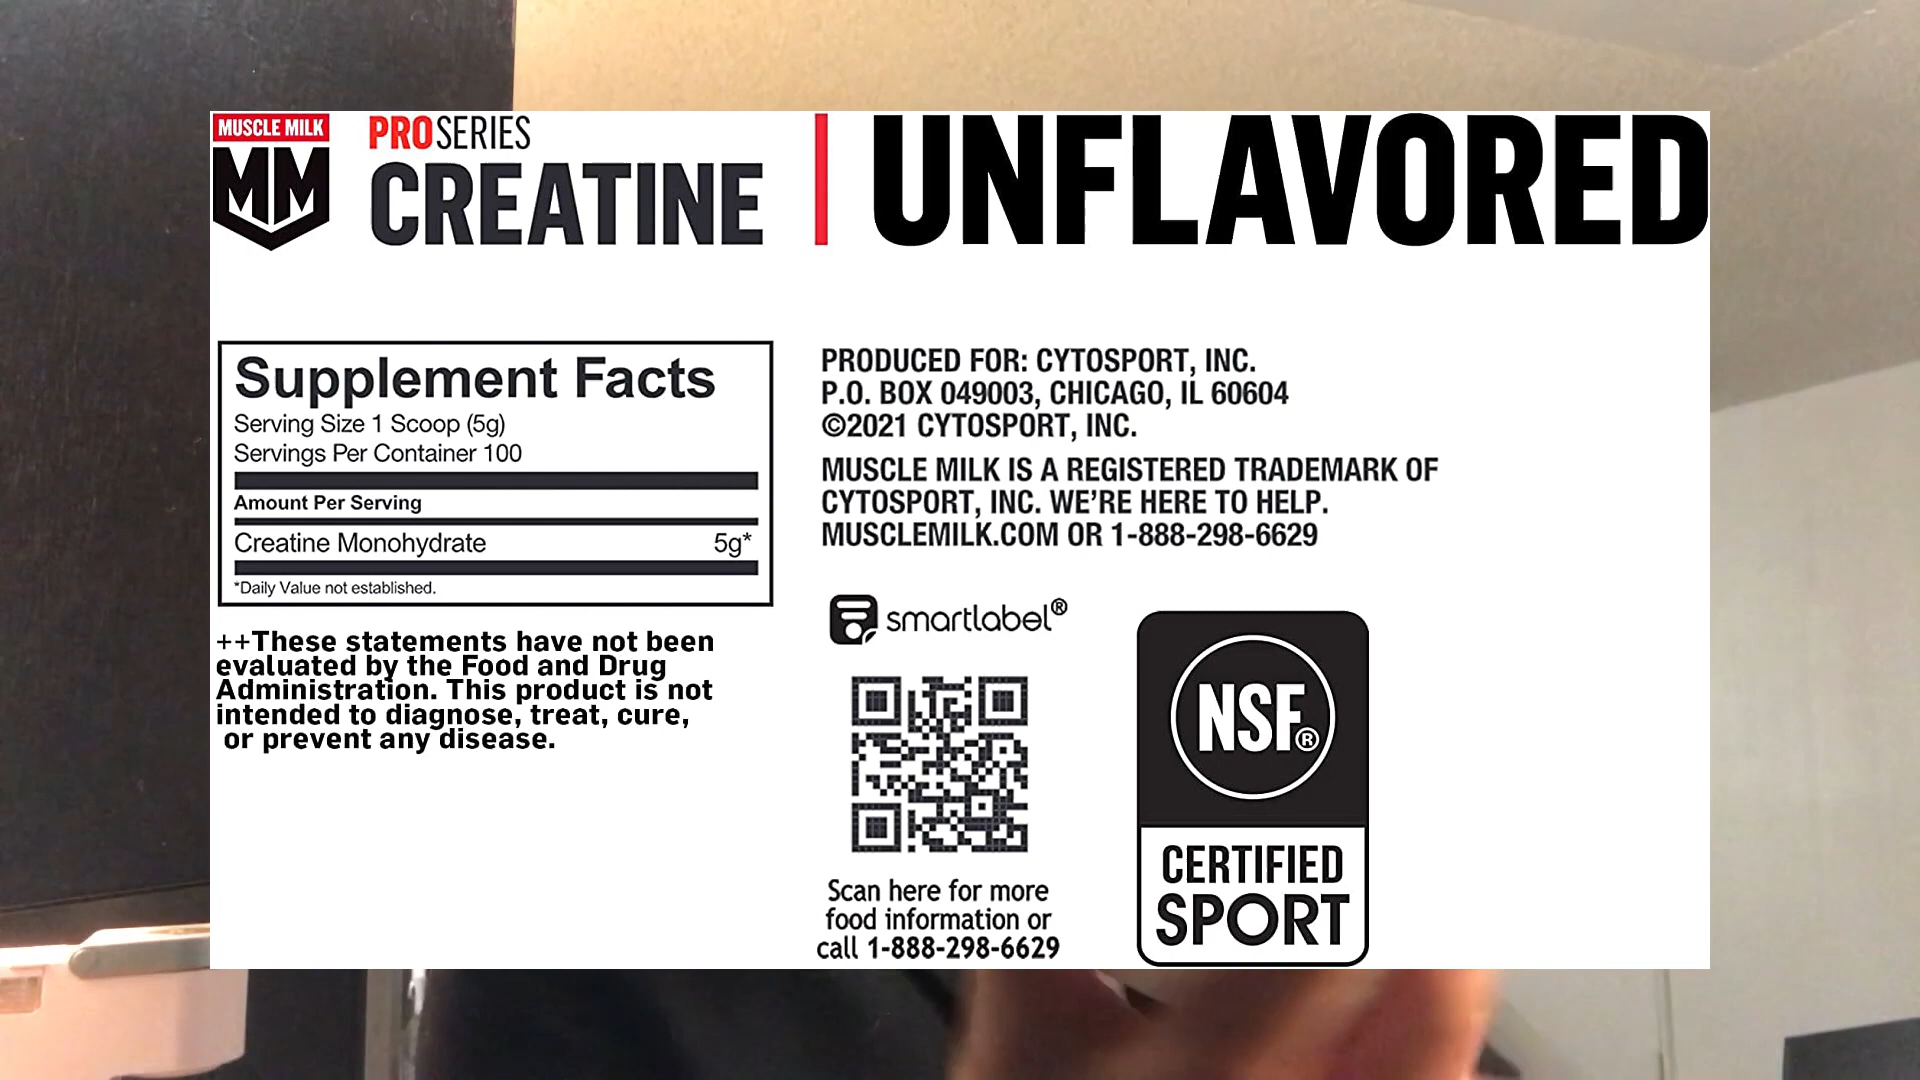 MUSCLE MILK
MM
PROSERIES
CREATINE
UNFLAVORED
Supplement Facts
Serving Size 1 Scoop (5g)
Servings Per Container 100
Amount Per Serving
Creatine Monohydrate 5g*
*Daily Value not established.
++These statements have not been
evaluated by the Food and Drug
Administration. This product is not
intended to diagnose, treat, cure,
or prevent any disease.
PRODUCED FOR: CYTOSPORT, INC.
P.O. BOX 049003, CHICAGO, IL 60604
©2021 CYTOSPORT, INC.
MUSCLE MILK IS A REGISTERED TRADEMARK OF
CYTOSPORT, INC. WE’RE HERE TO HELP.
MUSCLEMILK.COM OR 1-888-298-6629
smartlabel®
Scan here for more
food information or
call 1-888-298-6629
NSF®
CERTIFIED
SPORT